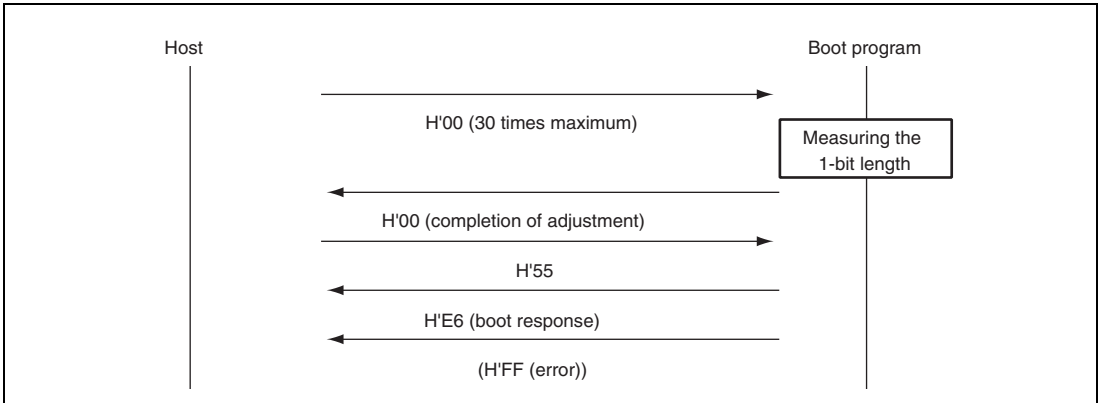 Host
Boot program
H'00 (30 times maximum)
Measuring the
1-bit length
H'00 (completion of adjustment)
H'55
H'E6 (boot response)
(H'FF (error))